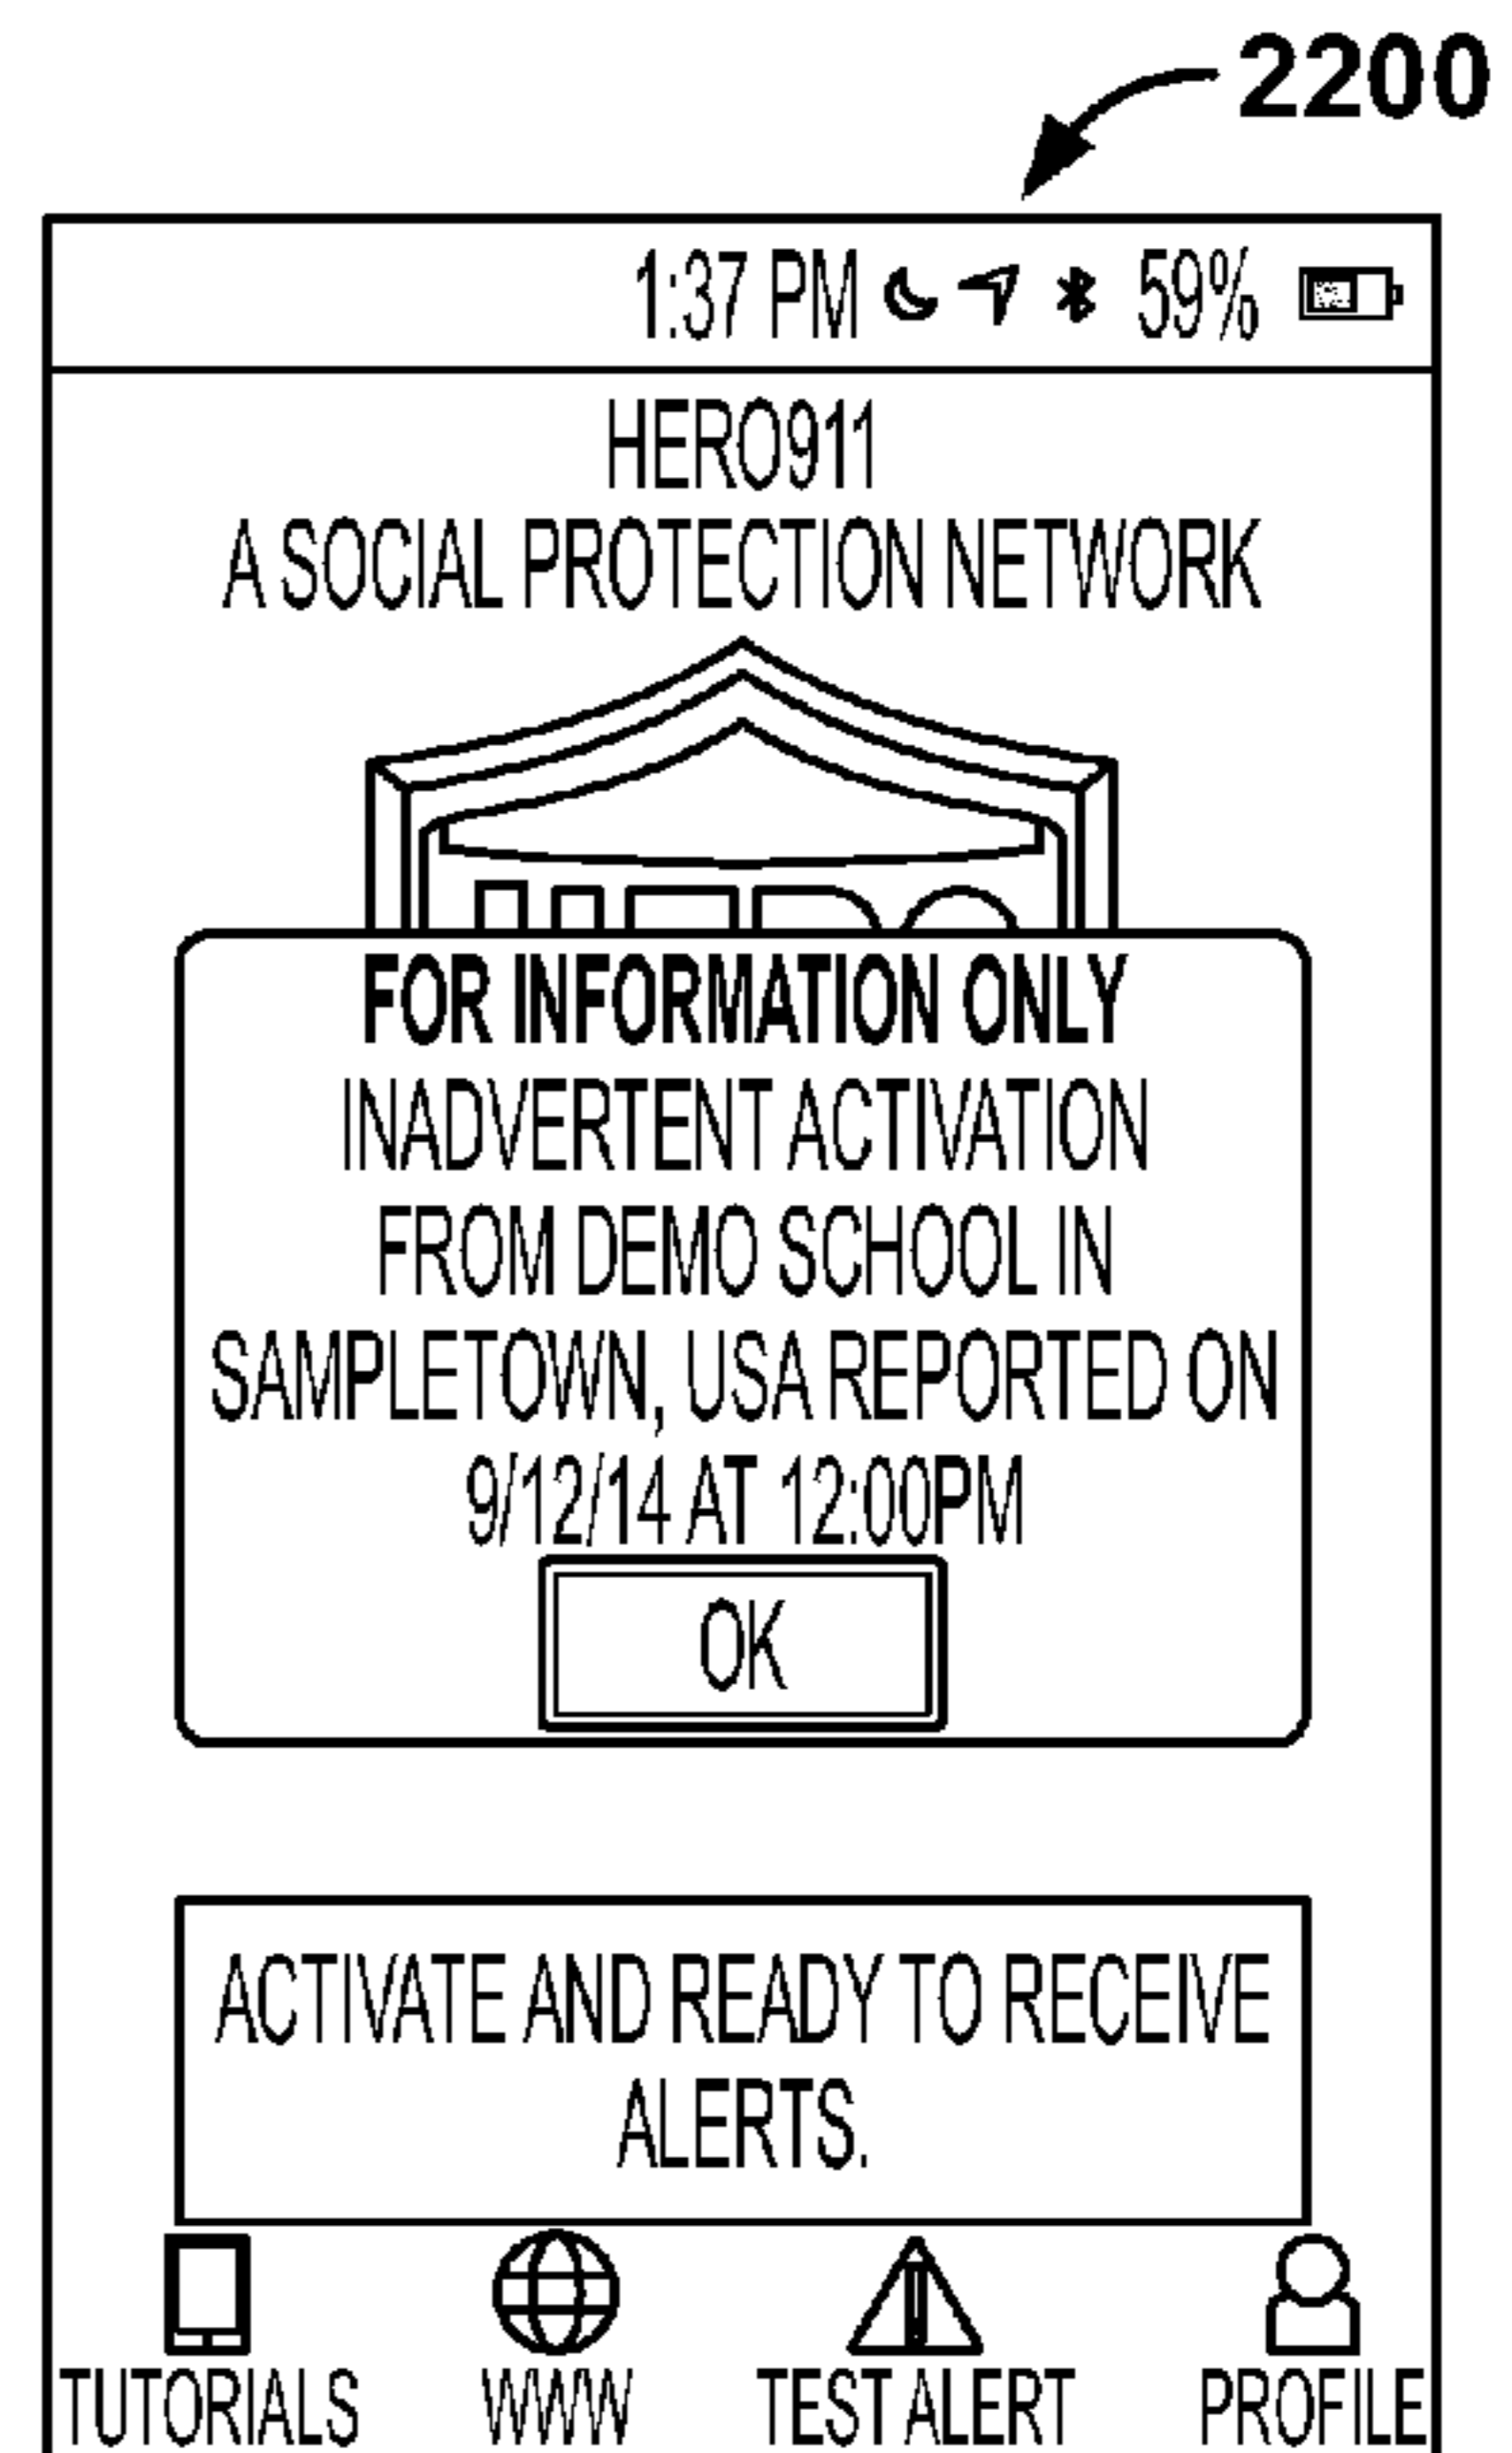 2200
1:37 PM 59%
HERO911
A SOCIAL PROTECTION NETWORK
FOR INFORMATION ONLY
INADVERTENT ACTIVATION
FROM DEMO SCHOOL IN
SAMPLETOWN, USA REPORTED ON
9/12/14 AT 12:00PM
OK
ACTIVATE AND READY TO RECEIVE
ALERTS.
TUTORIALS WWW TEST ALERT PROFILE